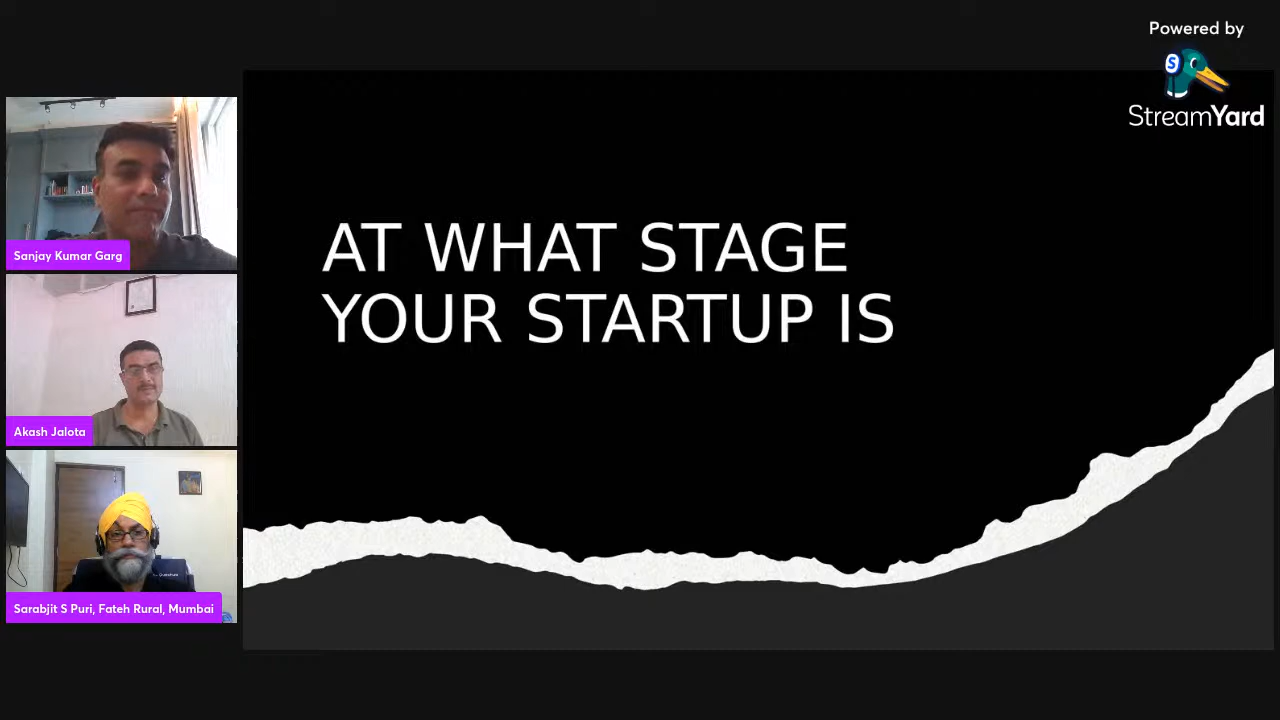 Powered by
StreamYard
Sanjay Kumar Garg
Akash Jalota
Sarabjit S Puri, Fateh Rural, Mumbai
AT WHAT STAGE
YOUR STARTUP IS